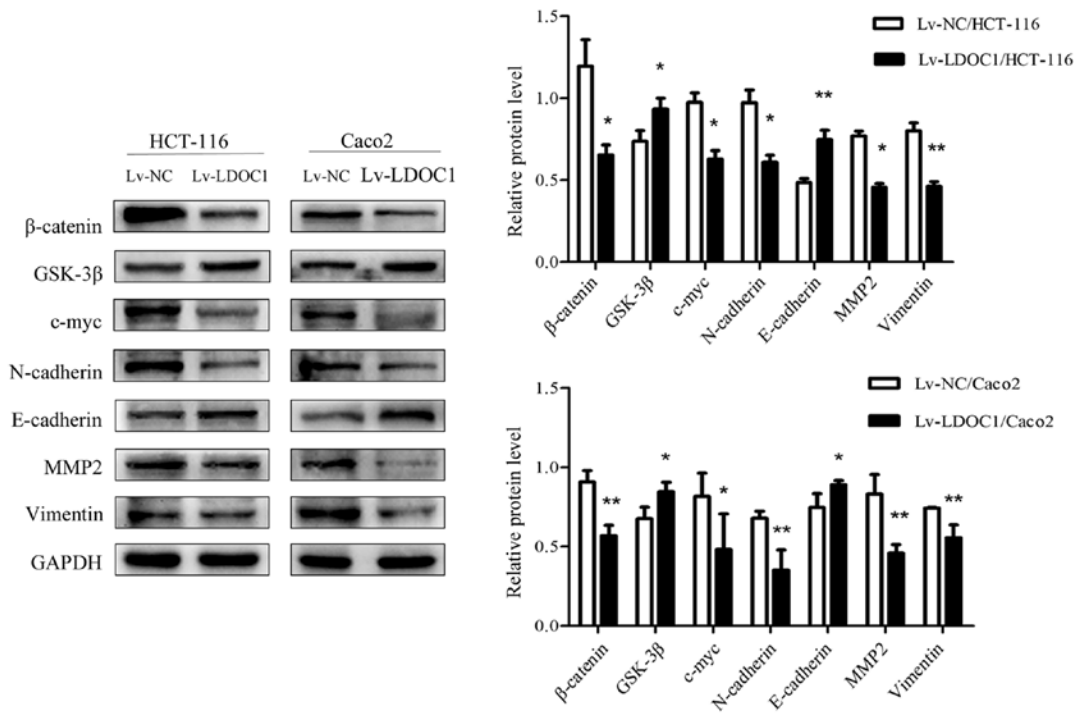 HCT-116 Caco2
Lv-NC Lv-LDOC1 Lv-NC Lv-LDOC1
β-catenin
GSK-3β
c-myc
N-cadherin
E-cadherin
MMP2
Vimentin
GAPDH
Relative protein level
1.5
1.0
0.5
0.0
Lv-NC/HCT-116
Lv-LDOC1/HCT-116
* * * * ** * **
β-catenin GSK-3β c-myc N-cadherin E-cadherin MMP2 Vimentin
Relative protein level
1.5
1.0
0.5
0.0
Lv-NC/Caco2
Lv-LDOC1/Caco2
** * * ** * ** **
β-catenin GSK-3β c-myc N-cadherin E-cadherin MMP2 Vimentin